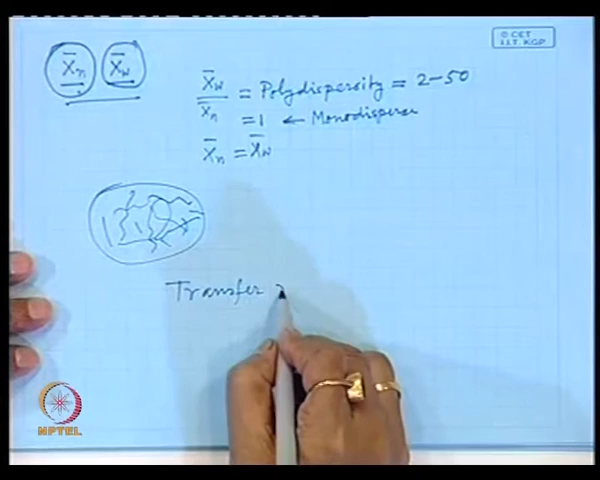 © CET
I.I.T. KGP
X̄n X̄w
X̄w / X̄n = Polydispersity = 2-50
= 1 ← Monodisperse
X̄n = X̄w
Transfer
NPTEL